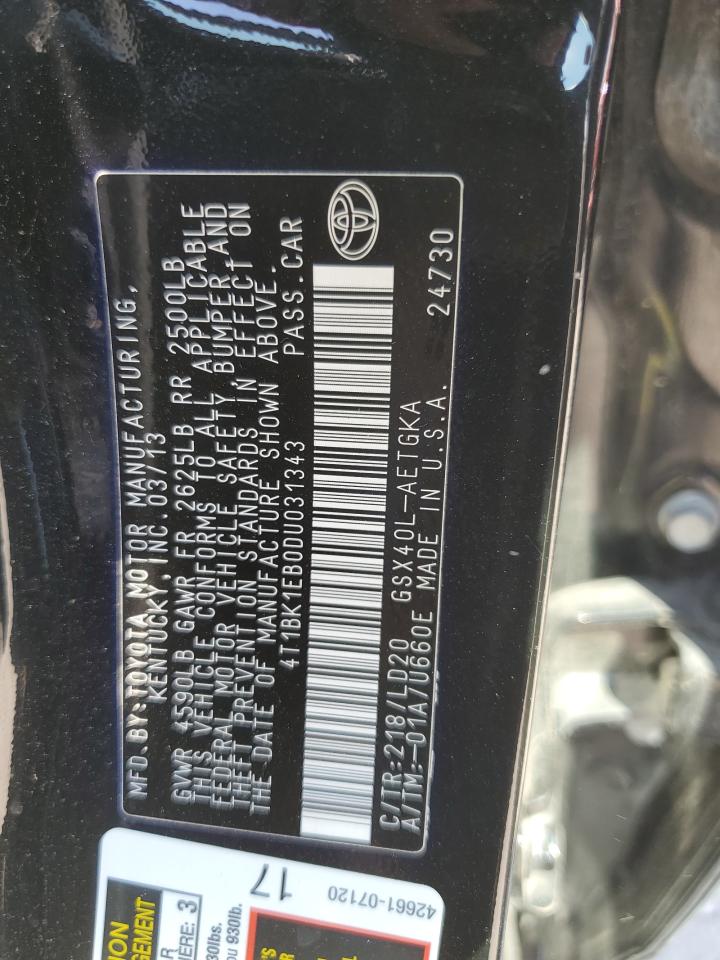 MFD.BY:TOYOTA MOTOR MANUFACTURING,
KENTUCKY,INC.03/13
GVWR 4590LB GAWR FR 2625LB RR 2500LB
THIS VEHICLE CONFORMS TO ALL APPLICABLE
FEDERAL MOTOR VEHICLE SAFETY,BUMPER,AND
THEFT PREVENTION STANDARDS IN EFFECT ON
THE DATE OF MANUFACTURE SHOWN ABOVE.
4T1BK1EB0DU031343 PASS.CAR
C/TR:218/LD20 GSX40L-AETGKA
A/TM:-01A/U660E MADE IN U.S.A. 24730
17
42661-07120
GEMENT
3
930lb.